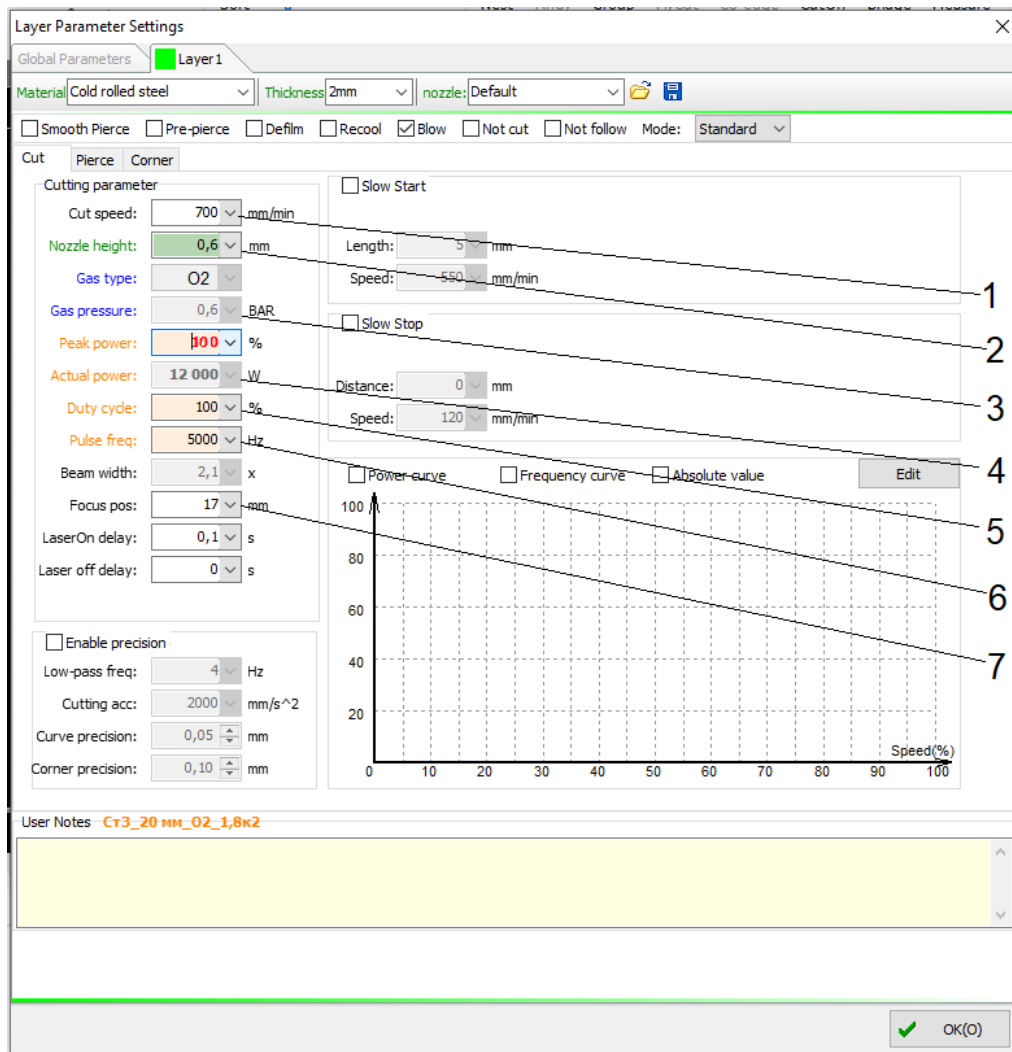 Layer Parameter Settings
Global Parameters Layer1
Material Cold rolled steel Thickness 2mm nozzle: Default
Smooth Pierce Pre-pierce Defilm Recool Blow Not cut Not follow Mode: Standard
Cut Pierce Corner
Cutting parameter
Cut speed: 700 mm/min
Nozzle height: 0,6 mm
Gas type: O2
Gas pressure: 0,6 BAR
Peak power: 100 %
Actual power: 12 000 W
Duty cycle: 100 %
Pulse freq: 5000 Hz
Beam width: 2,1 x
Focus pos: 17 mm
LaserOn delay: 0,1 s
Laser off delay: 0 s
Slow Start
Length: 5 mm
Speed: 550 mm/min
Slow Stop
Distance: 0 mm
Speed: 120 mm/min
1
2
3
4
5
6
7
Power curve Frequency curve Absolute value Edit
100
80
60
40
20
Speed(%)
0 10 20 30 40 50 60 70 80 90 100
Enable precision
Low-pass freq: 4 Hz
Cutting acc: 2000 mm/s^2
Curve precision: 0,05 mm
Corner precision: 0,10 mm
User Notes Ст3_20 мм_O2_1,8к2
OK(O)